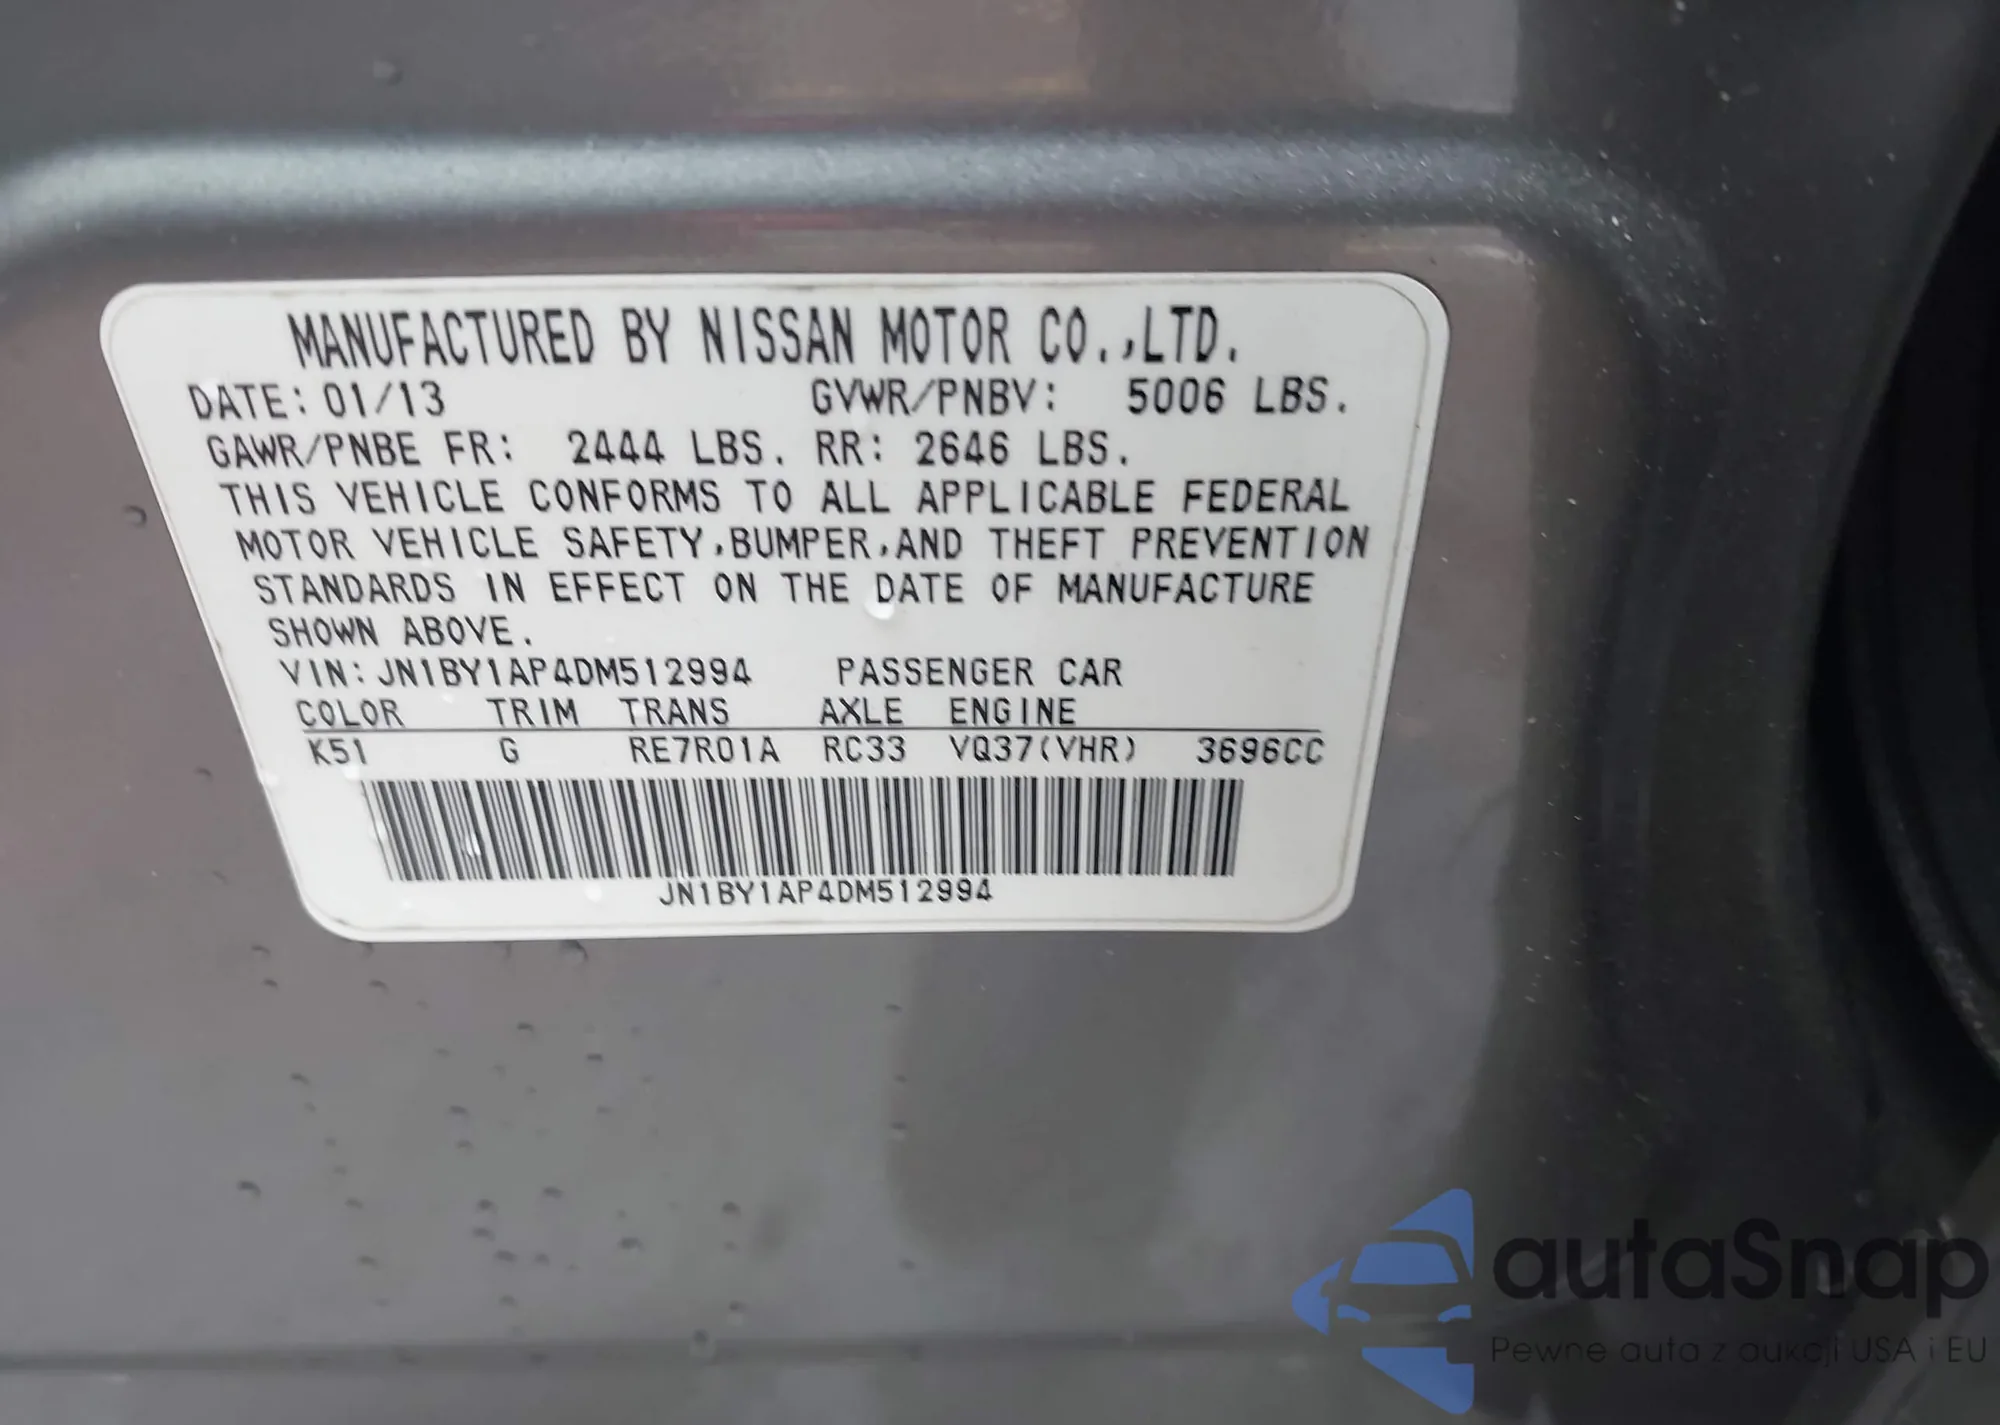 MANUFACTURED BY NISSAN MOTOR CO.,LTD.
DATE: 01/13 GVWR/PNBV: 5006 LBS.
GAWR/PNBE FR: 2444 LBS. RR: 2646 LBS.
THIS VEHICLE CONFORMS TO ALL APPLICABLE FEDERAL
MOTOR VEHICLE SAFETY,BUMPER,AND THEFT PREVENTION
STANDARDS IN EFFECT ON THE DATE OF MANUFACTURE
SHOWN ABOVE.
VIN: JN1BY1AP4DM512994 PASSENGER CAR
COLOR TRIM TRANS AXLE ENGINE
K51 G RE7R01A RC33 VQ37(VHR) 3696CC
JN1BY1AP4DM512994
autaSnap
Pewne auta z aukcji USA i EU